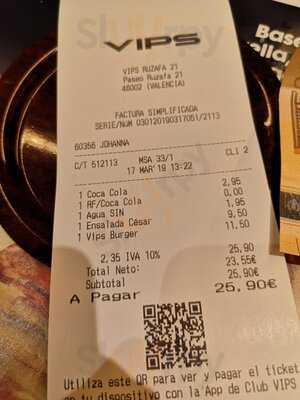 VIPS
VIPS RUZAFA 21
Paseo Ruzafa 21
46002 (VALENCIA)
FACTURA SIMPLIFICADA
SERIE/NUM 030120190317051/2113
60356 JOHANNA
C/T 512113 MSA 33/1 CLI 2
17 MAR'19 13:22
1 Coca Cola 2,95
1 RF/Coca Cola 0,00
1 Agua SIN 1,95
1 Ensalada César 9,50
1 Vips Burger 11,50
2,35 IVA 10% 25,90
Total Neto: 23,55€
Subtotal 25,90€
A Pagar 25,90€
Utiliza este QR para ver y pagar el ticket
en tu dispositivo con la App de Club VIPS